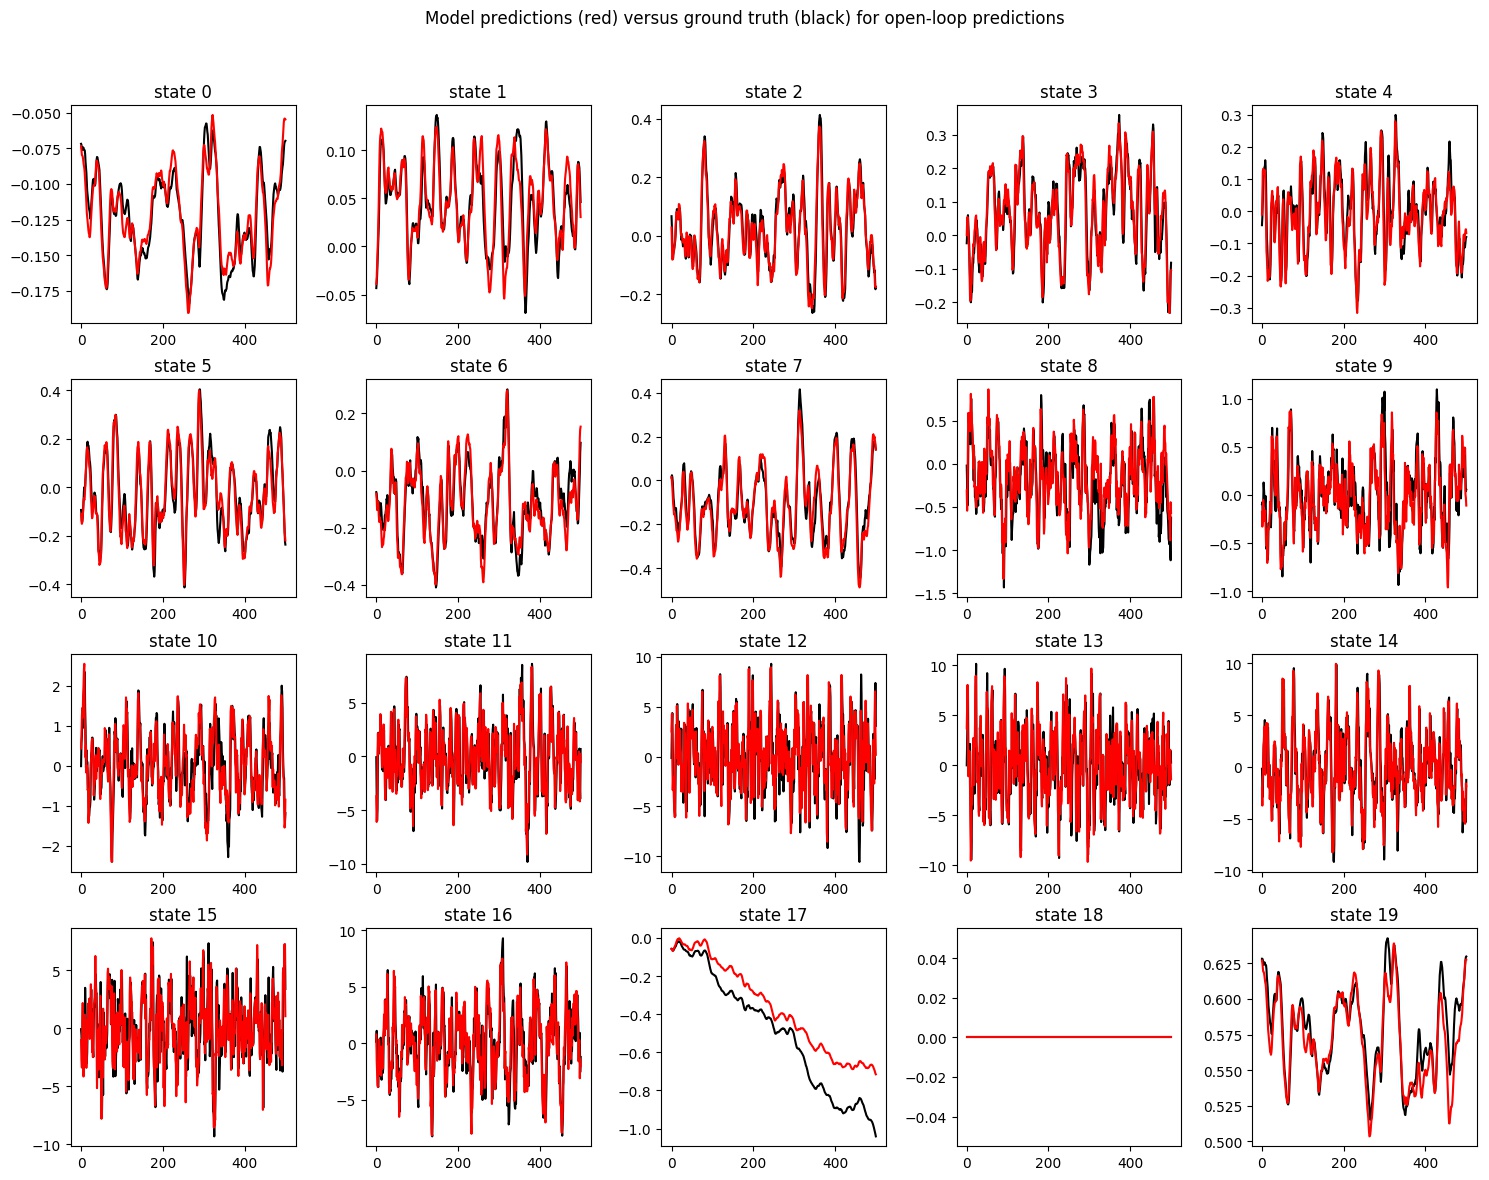 Model predictions (red) versus ground truth (black) for open-loop predictions
state 0
state 1
state 2
state 3
state 4
−0.050
−0.075
−0.100
−0.125
−0.150
−0.175
0 200 400
0.10
0.05
0.00
−0.05
0 200 400
0.4
0.2
0.0
−0.2
0 200 400
0.3
0.2
0.1
0.0
−0.1
−0.2
0 200 400
0.3
0.2
0.1
0.0
−0.1
−0.2
−0.3
0 200 400
state 5
state 6
state 7
state 8
state 9
0.4
0.2
0.0
−0.2
−0.4
0 200 400
0.2
0.0
−0.2
−0.4
0 200 400
0.4
0.2
0.0
−0.2
−0.4
0 200 400
0.5
0.0
−0.5
−1.0
−1.5
0 200 400
1.0
0.5
0.0
−0.5
−1.0
0 200 400
state 10
state 11
state 12
state 13
state 14
2
1
0
−1
−2
0 200 400
5
0
−5
−10
0 200 400
10
5
0
−5
−10
0 200 400
10
5
0
−5
−10
0 200 400
10
5
0
−5
−10
0 200 400
state 15
state 16
state 17
state 18
state 19
5
0
−5
−10
0 200 400
10
5
0
−5
0 200 400
0.0
−0.2
−0.4
−0.6
−0.8
−1.0
0 200 400
0.04
0.02
0.00
−0.02
−0.04
0 200 400
0.625
0.600
0.575
0.550
0.525
0.500
0 200 400